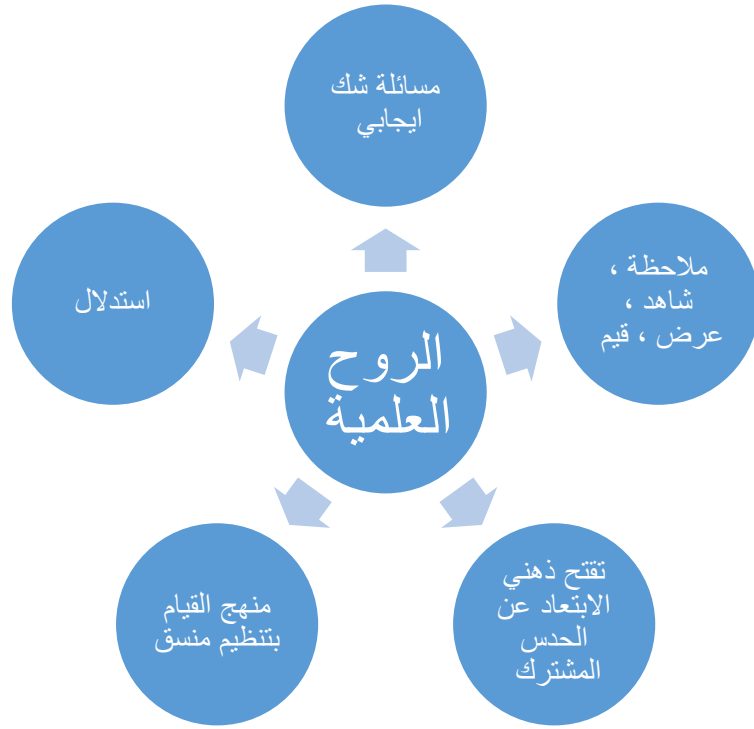 مسائلة شك
ايجابي
ملاحظة ،
شاهد ،
عرض ، قيم
استدلال
الروح
العلمية
تفتح ذهني
الابتعاد عن
الحدس
المشترك
منهج القيام
بتنظيم منسق